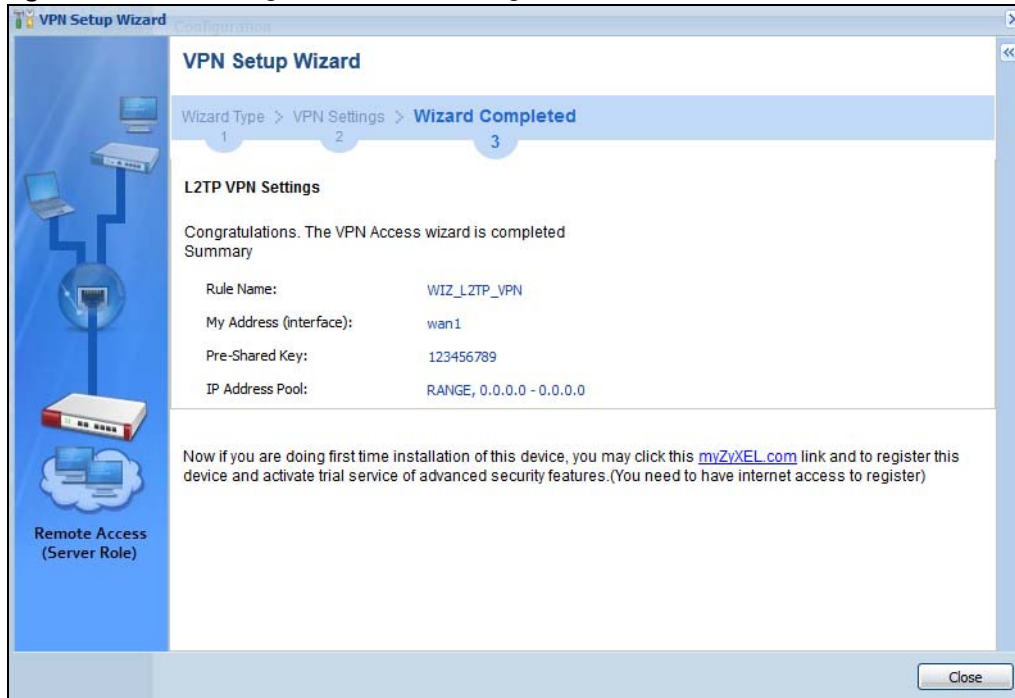 VPN Setup Wizard
Configuration
VPN Setup Wizard
Wizard Type > VPN Settings > Wizard Completed
1 2 3
L2TP VPN Settings
Congratulations. The VPN Access wizard is completed
Summary
Rule Name: WIZ_L2TP_VPN
My Address (interface): wan1
Pre-Shared Key: 123456789
IP Address Pool: RANGE, 0.0.0.0 - 0.0.0.0
Now if you are doing first time installation of this device, you may click this myZyXEL.com link and to register this
device and activate trial service of advanced security features.(You need to have internet access to register)
Remote Access
(Server Role)
Close